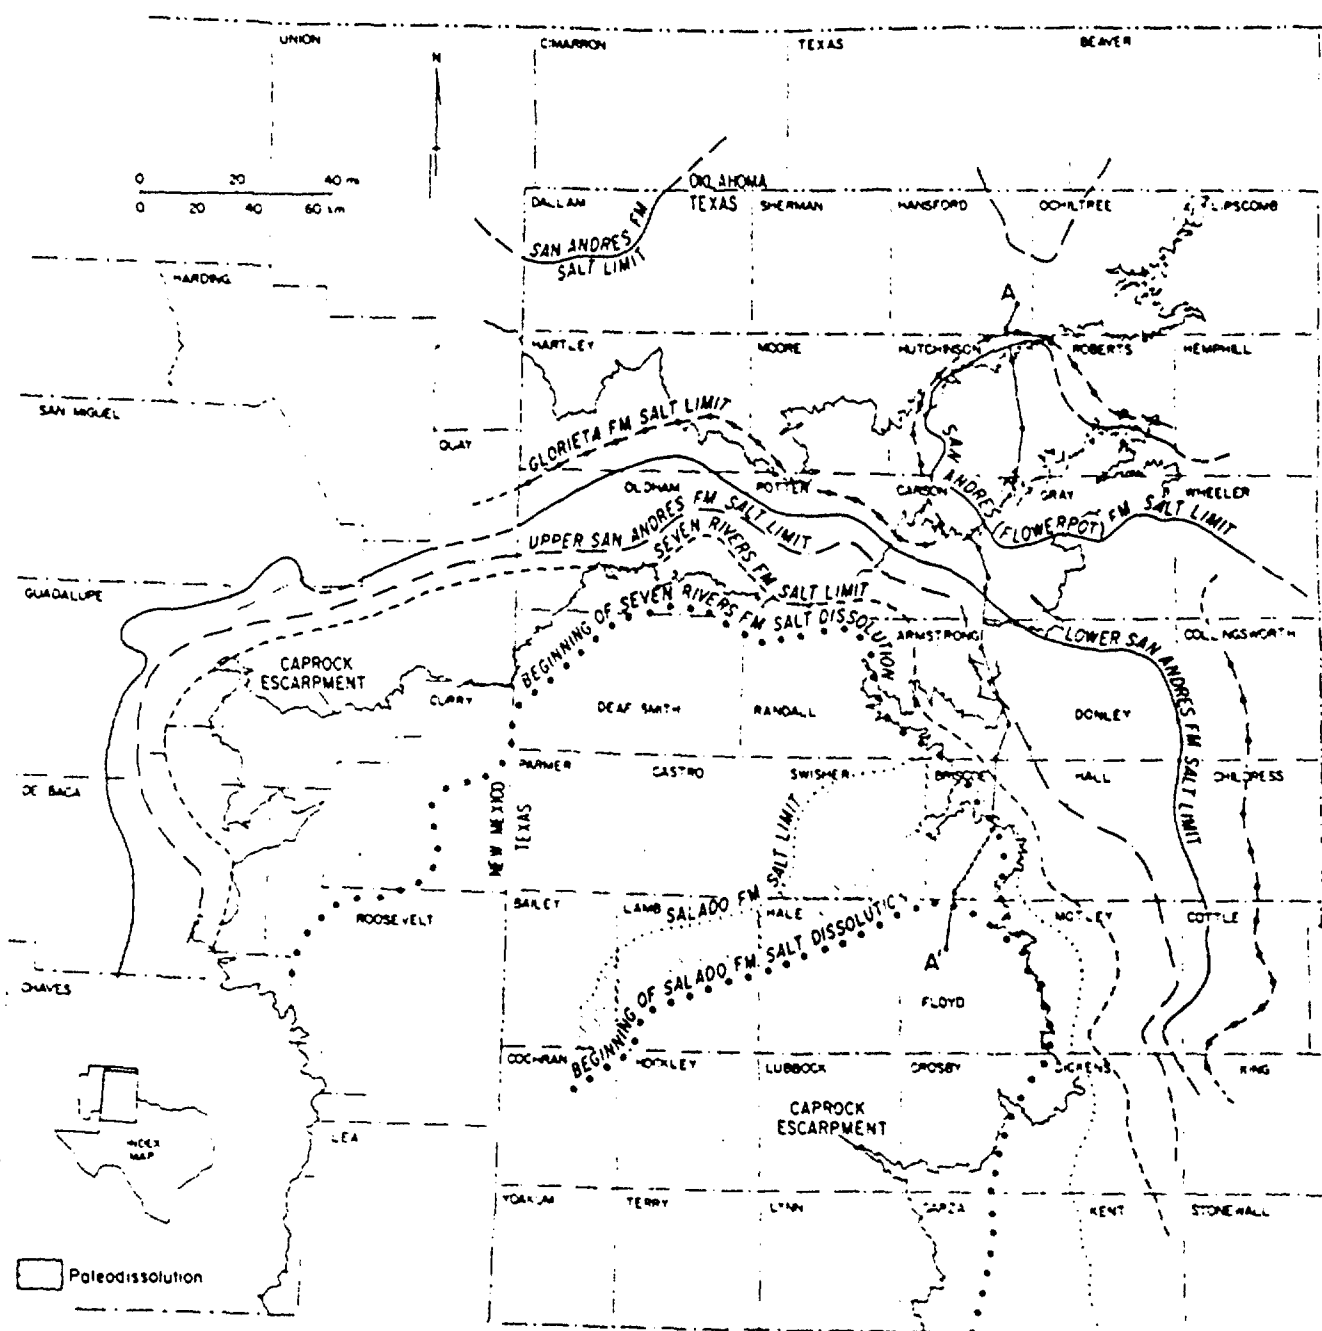 UNION
CIMARRON
TEXAS
BEAVER
N
0 20 40 mi
0 20 40 60 km
OKLAHOMA
TEXAS
DALLAM
SHERMAN
HANSFORD
OCHILTREE
LIPSCOMB
SAN ANDRES FM
SALT LIMIT
HARDING
A
HARTLEY
MOORE
HUTCHINSON
ROBERTS
HEMPHILL
SAN MIGUEL
QUAY
GLORIETA FM SALT LIMIT
OLDHAM
POTTER
CARSON
GRAY
WHEELER
SAN ANDRES (FLOWERPOT) FM SALT LIMIT
UPPER SAN ANDRES FM SALT LIMIT
SEVEN RIVERS FM SALT LIMIT
GUADALUPE
BEGINNING OF SEVEN RIVERS FM SALT DISSOLUTION
ARMSTRONG
LOWER SAN ANDRES FM SALT LIMIT
COLLINGSWORTH
CAPROCK
ESCARPMENT
CURRY
DEAF SMITH
RANDALL
DONLEY
DE BACA
PARMER
CASTRO
SWISHER
BRISCOE
HALL
CHILDRESS
NEW MEXICO
TEXAS
SALADO FM SALT LIMIT
ROOSEVELT
BAILEY
LAMB
HALE
MOTLEY
COTTLE
BEGINNING OF SALADO FM SALT DISSOLUTIO
A'
CHAVES
FLOYD
COCHRAN
HOCKLEY
LUBBOCK
CROSBY
DICKENS
KING
INDEX
MAP
LEA
CAPROCK
ESCARPMENT
YOAKUM
TERRY
LYNN
GARZA
KENT
STONEWALL
Paleodissolution